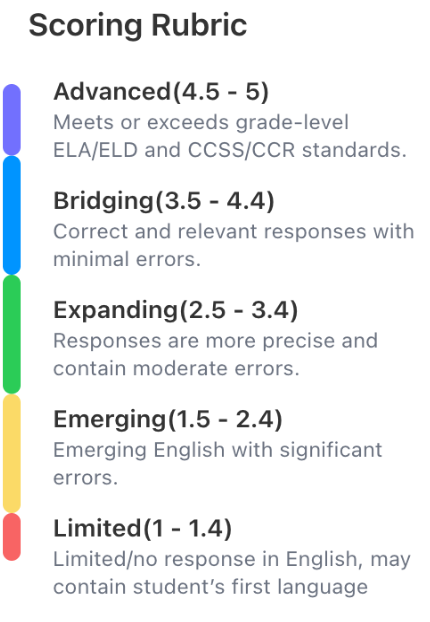 Scoring Rubric
Advanced(4.5 - 5)
Meets or exceeds grade-level
ELA/ELD and CCSS/CCR standards.
Bridging(3.5 - 4.4)
Correct and relevant responses with
minimal errors.
Expanding(2.5 - 3.4)
Responses are more precise and
contain moderate errors.
Emerging(1.5 - 2.4)
Emerging English with significant
errors.
Limited(1 - 1.4)
Limited/no response in English, may
contain student’s first language